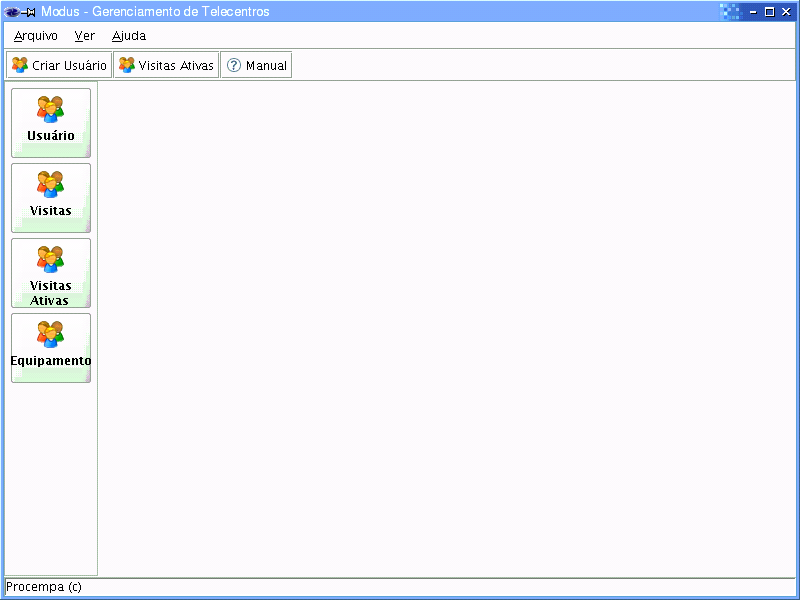 Modus - Gerenciamento de Telecentros
Arquivo Ver Ajuda
Criar Usuário Visitas Ativas ? Manual
Usuário
Visitas
Visitas
Ativas
Equipamento
Procempa (c)